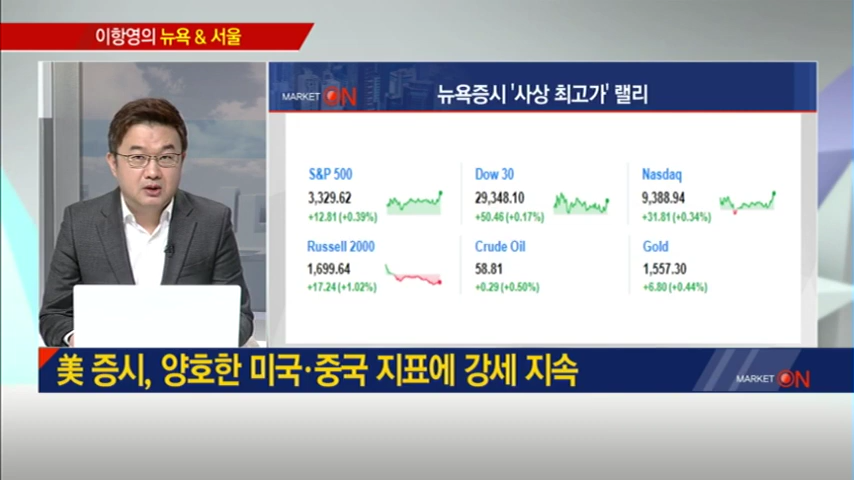 이항영의 뉴욕 & 서울
MARKET ON
뉴욕증시 '사상 최고가' 랠리
S&P 500
3,329.62
+12.81 (+0.39%)
Dow 30
29,348.10
+50.46 (+0.17%)
Nasdaq
9,388.94
+31.81 (+0.34%)
Russell 2000
1,699.64
+17.24 (+1.02%)
Crude Oil
58.81
+0.29 (+0.50%)
Gold
1,557.30
+6.80 (+0.44%)
美 증시, 양호한 미국·중국 지표에 강세 지속
MARKET ON